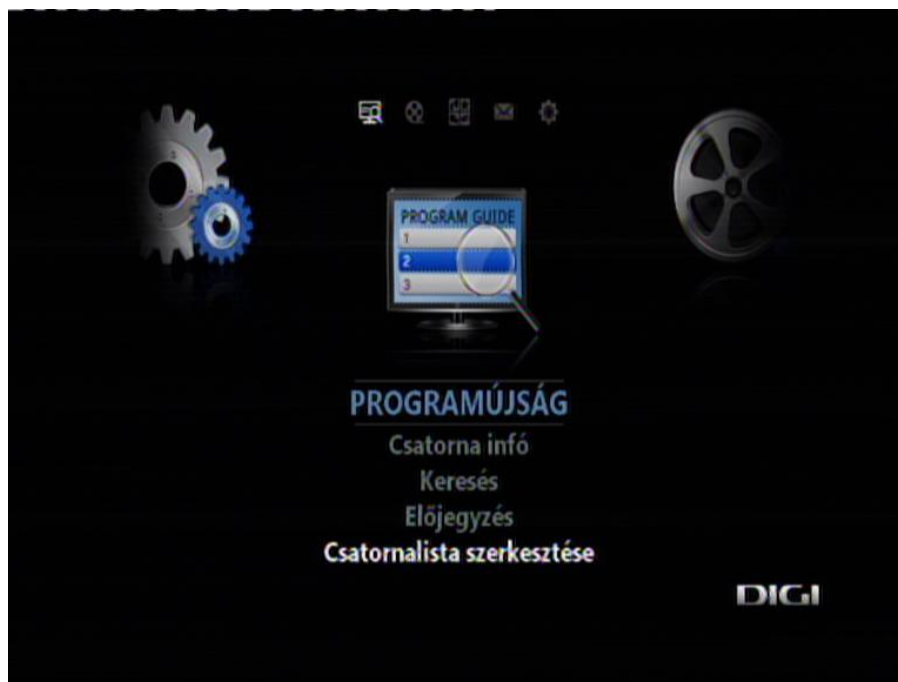 PROGRAM GUIDE
1
2
3
PROGRAMÚJSÁG
Csatorna infó
Keresés
Előjegyzés
Csatornalista szerkesztése
DIGI